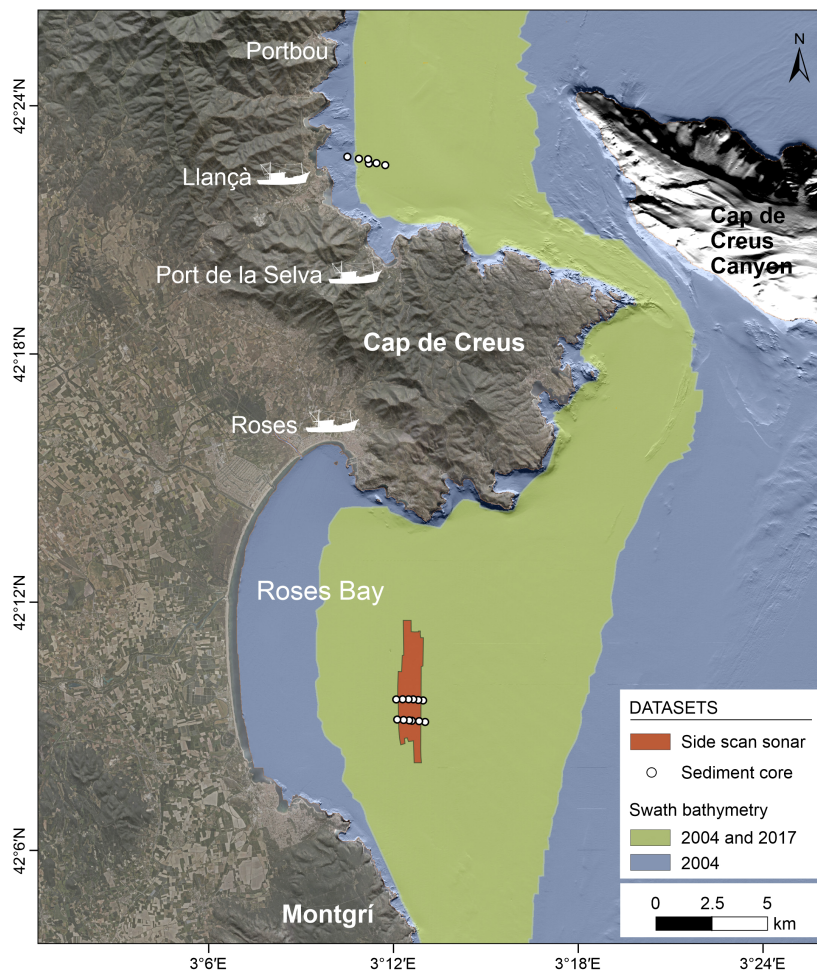 Portbou
N
42°24'N
Llançà
Cap de
Creus
Canyon
Port de la Selva
42°18'N
Cap de Creus
Roses
42°12'N
Roses Bay
DATASETS
Side scan sonar
Sediment core
Swath bathymetry
2004 and 2017
2004
42°6'N
Montgrí
0 2.5 5
km
3°6'E 3°12'E 3°18'E 3°24'E